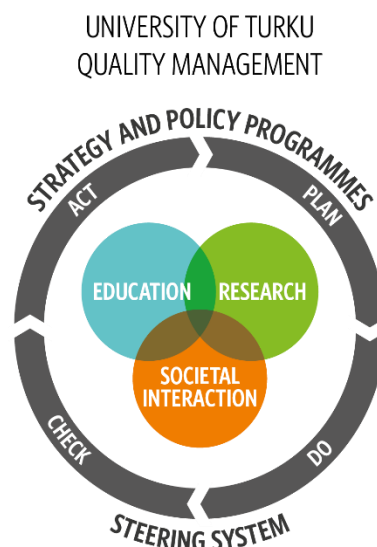 UNIVERSITY OF TURKU
QUALITY MANAGEMENT
STRATEGY AND POLICY PROGRAMMES
ACT
PLAN
EDUCATION
RESEARCH
SOCIETAL
INTERACTION
CHECK
DO
STEERING SYSTEM